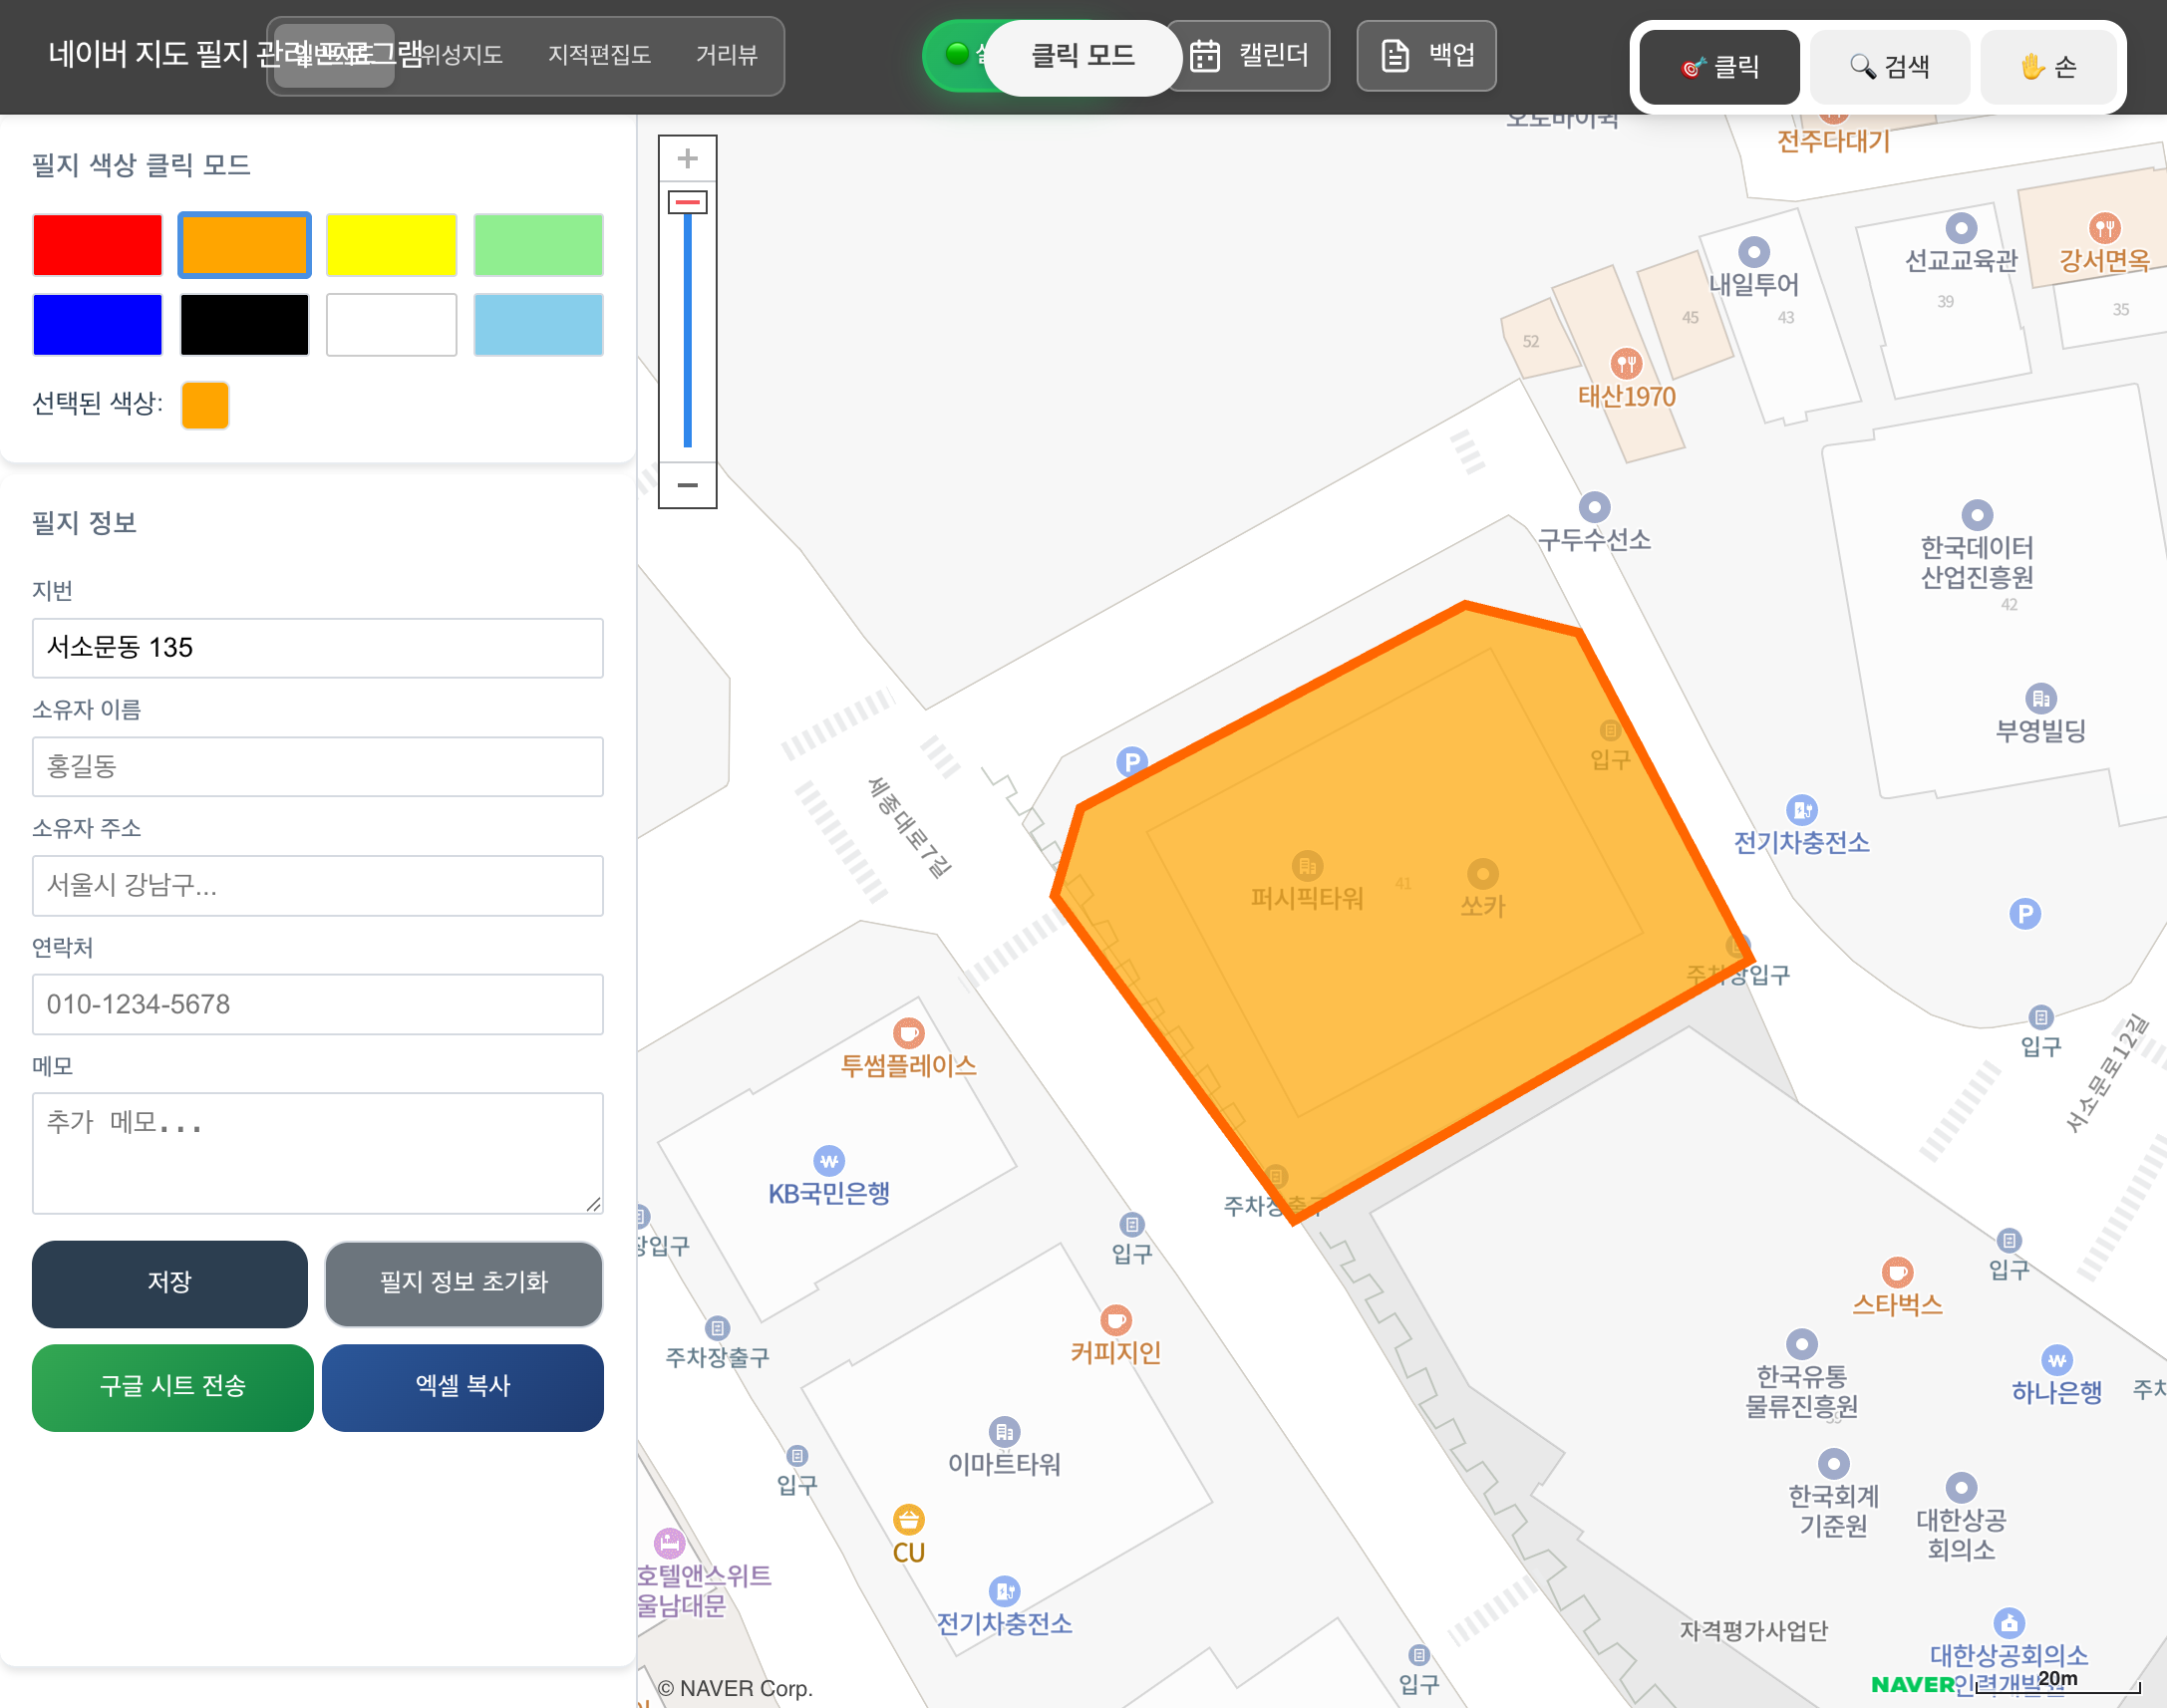 네이버 지도 필지 관리 프로그램
일반지도
위성지도
지적편집도
거리뷰
클릭 모드
캘린더
백업
🎯 클릭
🔍 검색
✋ 손
필지 색상 클릭 모드
선택된 색상:
필지 정보
지번
서소문동 135
소유자 이름
홍길동
소유자 주소
서울시 강남구...
연락처
010-1234-5678
메모
추가 메모...
저장
필지 정보 초기화
구글 시트 전송
엑셀 복사
오토바이퀵
전주다대기
내일투어
43
선교교육관
39
강서면옥
35
52
45
태산1970
구두수선소
한국데이터
산업진흥원
42
부영빌딩
P
입구
세종대로7길
전기차충전소
퍼시픽타워
41
쏘카
P
주차장입구
입구
서소문로12길
투썸플레이스
KB국민은행
주차장출구
장입구
입구
입구
스타벅스
커피지인
주차장출구
한국유통
물류진흥원
39
하나은행
주차
이마트타워
입구
한국회계
기준원
대한상공
회의소
CU
호텔앤스위트
울남대문
전기차충전소
자격평가사업단
대한상공회의소
인력개발원
입구
© NAVER Corp.
NAVER
20m